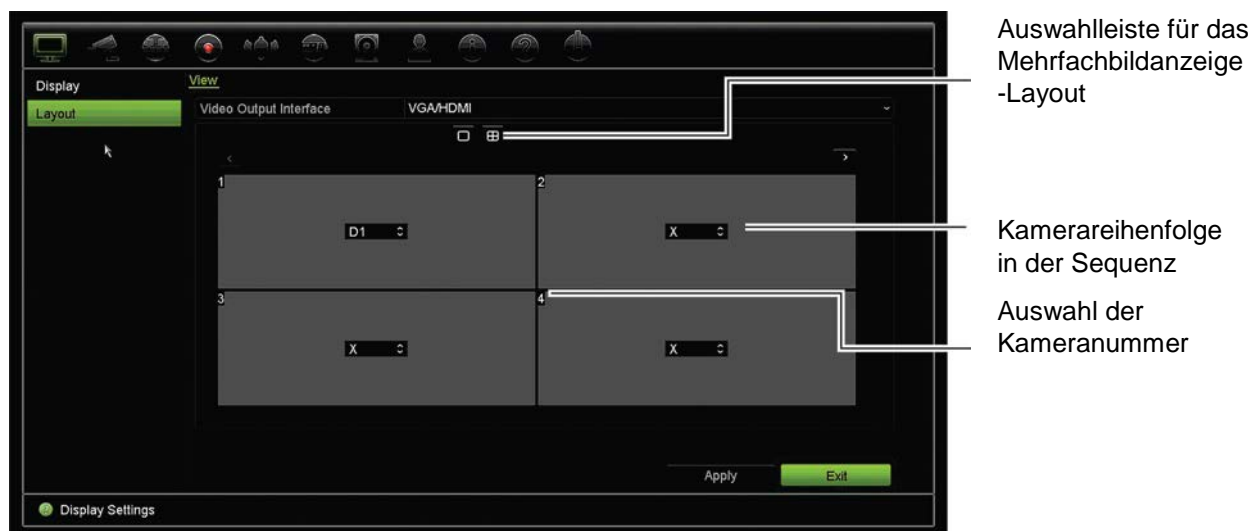 Display
View
Layout
Video Output Interface VGA/HDMI
1
2
D1
X
3
4
X
X
Apply
Exit
Display Settings
Auswahlleiste für das
Mehrfachbildanzeige
-Layout
Kamerareihenfolge
in der Sequenz
Auswahl der
Kameranummer